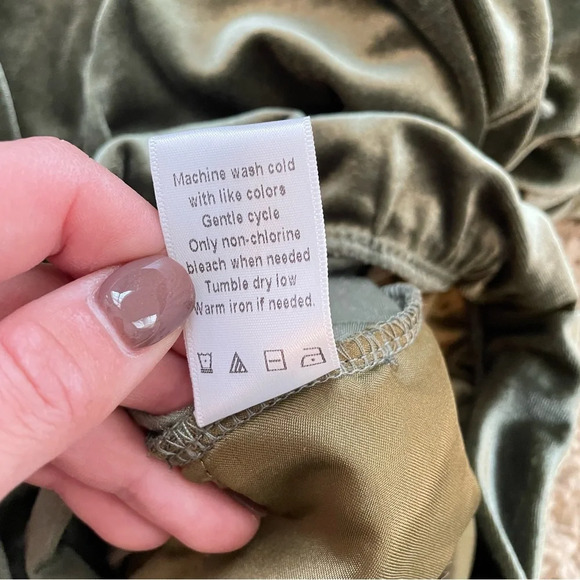 Machine wash cold
with like colors
Gentle cycle
Only non-chlorine
bleach when needed
Tumble dry low
Warm iron if needed.